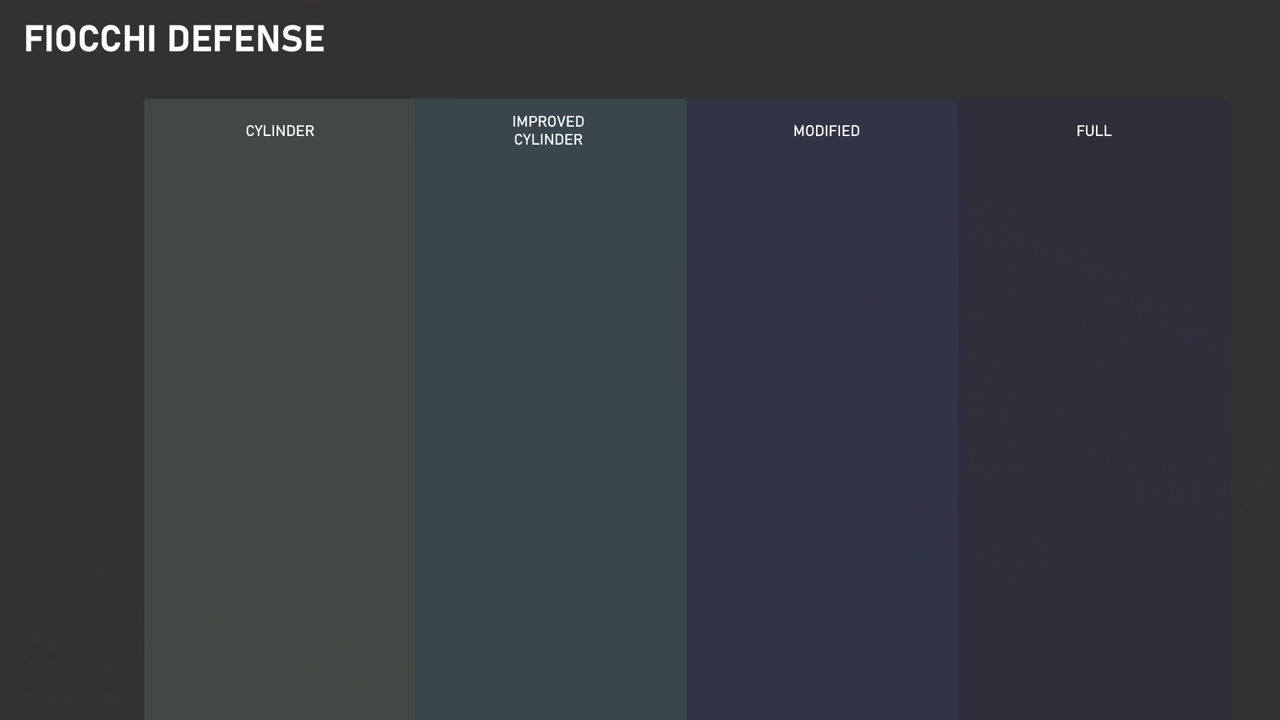 FIOCCHI DEFENSE
CYLINDER
IMPROVED
CYLINDER
MODIFIED
FULL